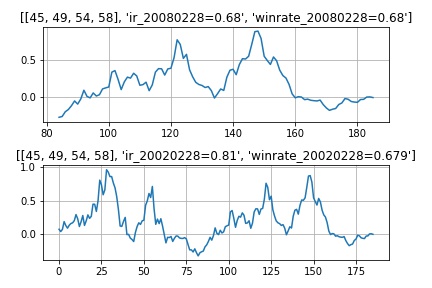 [[45, 49, 54, 58], 'ir_20080228=0.68', 'winrate_20080228=0.68']
0.5
0.0
80 100 120 140 160 180
[[45, 49, 54, 58], 'ir_20020228=0.81', 'winrate_20020228=0.679']
1.0
0.5
0.0
0 25 50 75 100 125 150 175